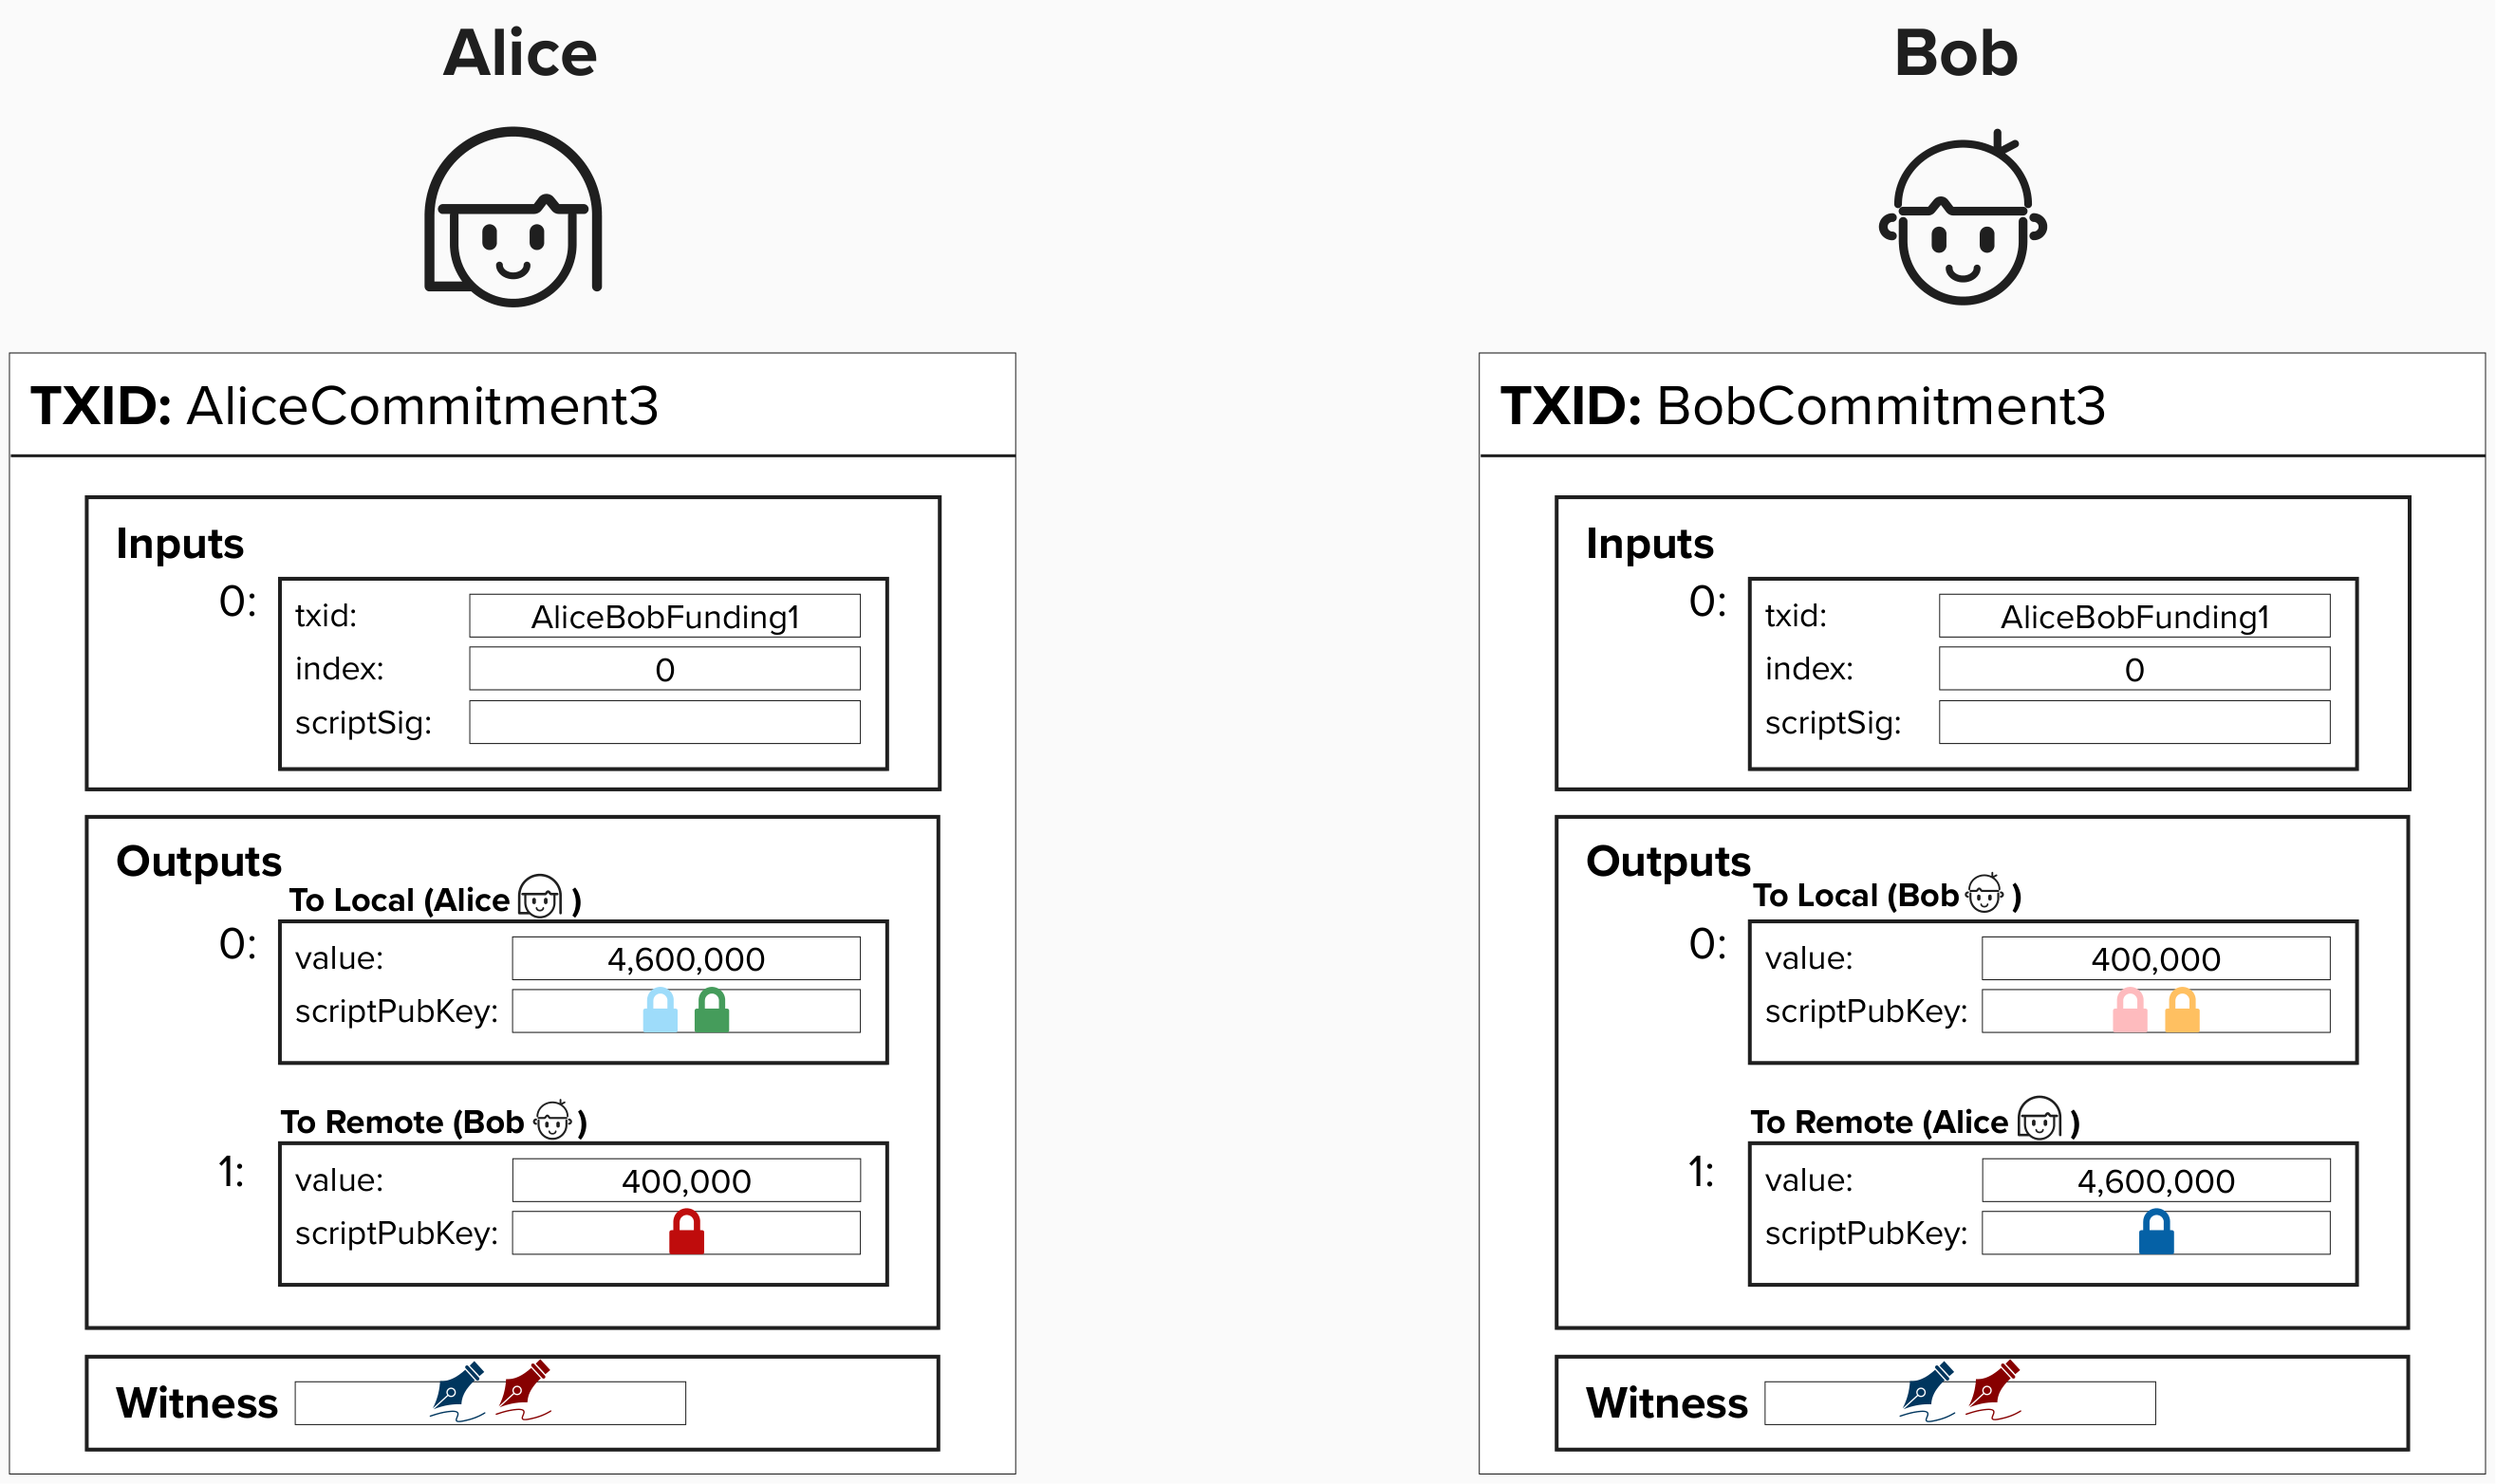 Alice
Bob
TXID: AliceCommitment3
Inputs
0:
txid: AliceBobFunding1
index: 0
scriptSig:
Outputs
To Local (Alice )
0:
value: 4,600,000
scriptPubKey:
To Remote (Bob )
1:
value: 400,000
scriptPubKey:
Witness
TXID: BobCommitment3
Inputs
0:
txid: AliceBobFunding1
index: 0
scriptSig:
Outputs
To Local (Bob )
0:
value: 400,000
scriptPubKey:
To Remote (Alice )
1:
value: 4,600,000
scriptPubKey:
Witness